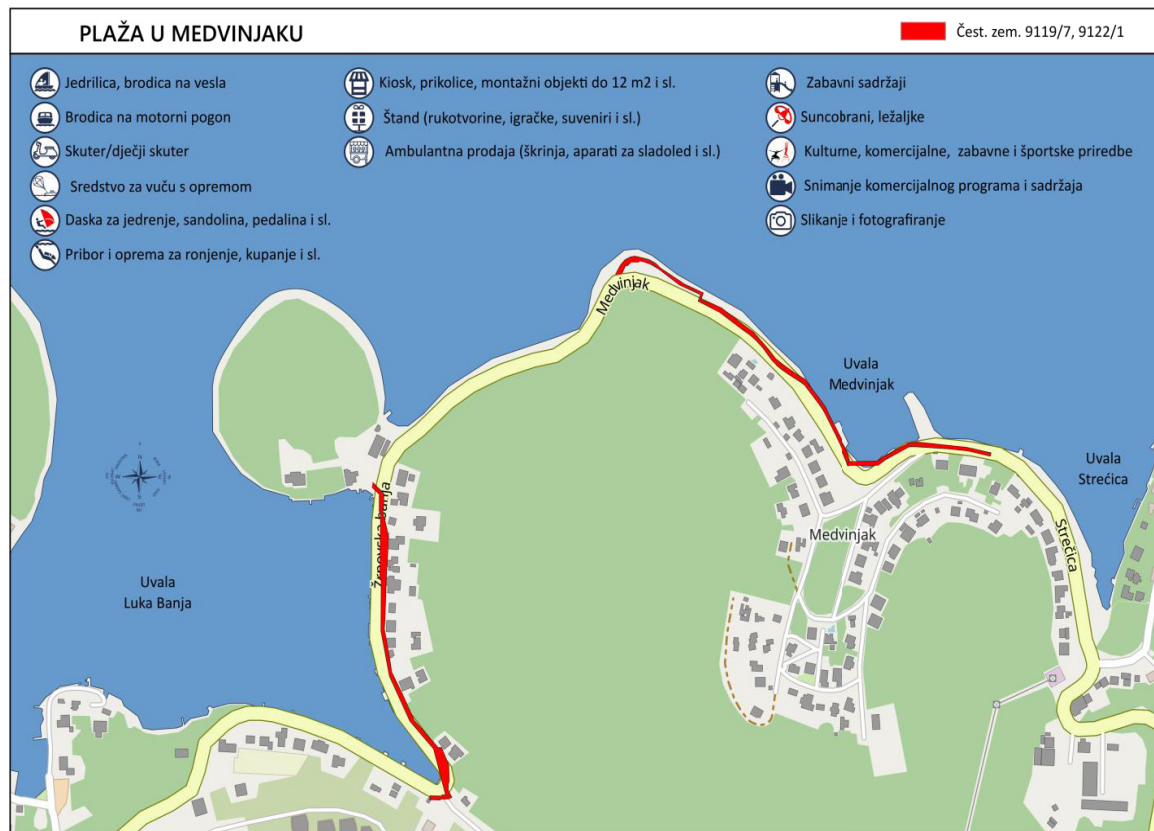 PLAŽA U MEDVINJAKU
Čest. zem. 9119/7, 9122/1
Jedrilica, brodica na vesla
Brodica na motorni pogon
Skuter/dječji skuter
Sredstvo za vuču s opremom
Daska za jedrenje, sandolina, pedalina i sl.
Pribor i oprema za ronjenje, kupanje i sl.
Kiosk, prikolice, montažni objekti do 12 m2 i sl.
Štand (rukotvorine, igračke, suveniri i sl.)
Ambulantna prodaja (škrinja, aparati za sladoled i sl.)
Zabavni sadržaji
Suncobrani, ležaljke
Kulturne, komercijalne, zabavne i športske priredbe
Snimanje komercijalnog programa i sadržaja
Slikanje i fotografiranje
Medvinjak
Uvala
Medvinjak
Uvala
Strećica
Žrnovska banja
Medvinjak
Strečica
Uvala
Luka Banja